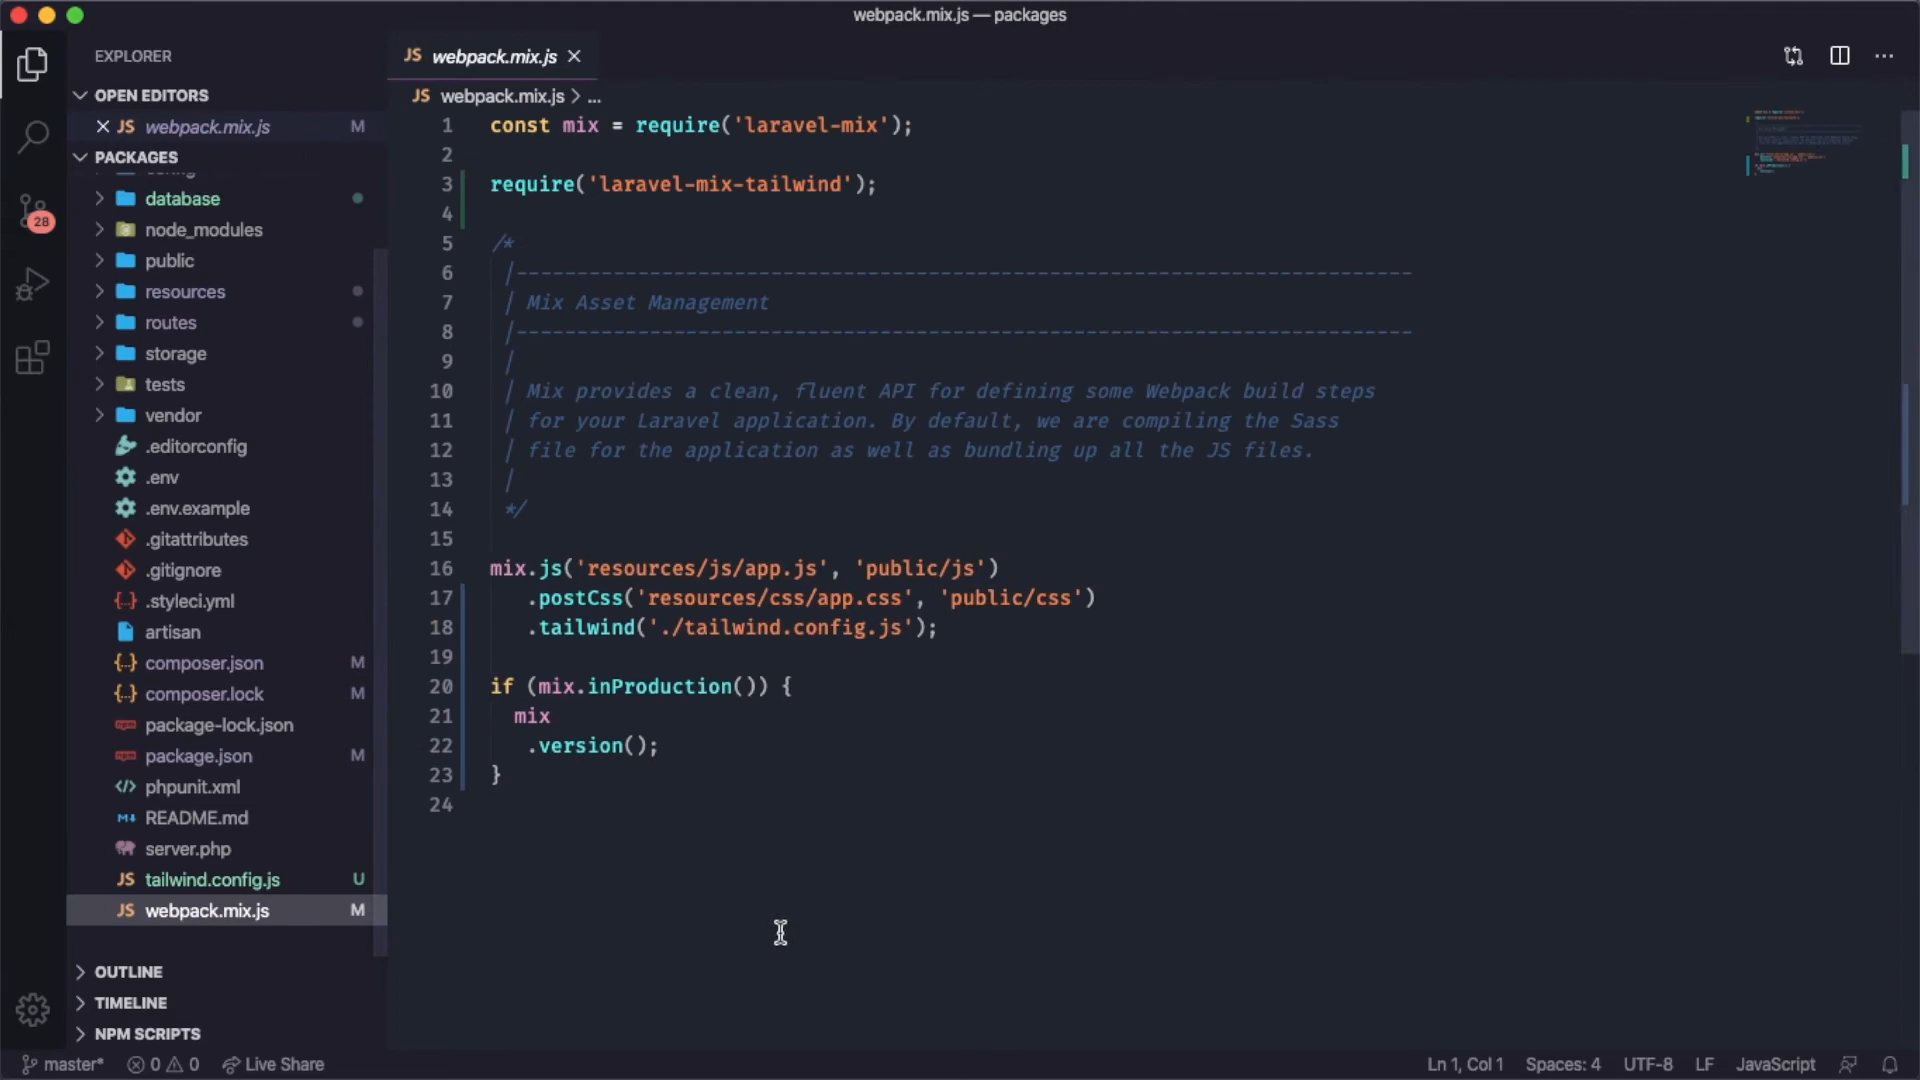 webpack.mix.js — packages
EXPLORER
OPEN EDITORS
JS webpack.mix.js M
PACKAGES
database
node_modules
public
resources
routes
storage
tests
vendor
.editorconfig
.env
.env.example
.gitattributes
.gitignore
.styleci.yml
artisan
composer.json M
composer.lock M
package-lock.json
package.json M
phpunit.xml
README.md
server.php
JS tailwind.config.js U
JS webpack.mix.js M
OUTLINE
TIMELINE
NPM SCRIPTS
28
JS webpack.mix.js
JS webpack.mix.js > ...
1 const mix = require('laravel-mix');
2
3 require('laravel-mix-tailwind');
4
5 /*
6 |--------------------------------------------------------------------------
7 | Mix Asset Management
8 |--------------------------------------------------------------------------
9 |
10 | Mix provides a clean, fluent API for defining some Webpack build steps
11 | for your Laravel application. By default, we are compiling the Sass
12 | file for the application as well as bundling up all the JS files.
13 |
14 */
15
16 mix.js('resources/js/app.js', 'public/js')
17 .postCss('resources/css/app.css', 'public/css')
18 .tailwind('./tailwind.config.js');
19
20 if (mix.inProduction()) {
21 mix
22 .version();
23 }
24
master* 0 0 Live Share
Ln 1, Col 1 Spaces: 4 UTF-8 LF JavaScript